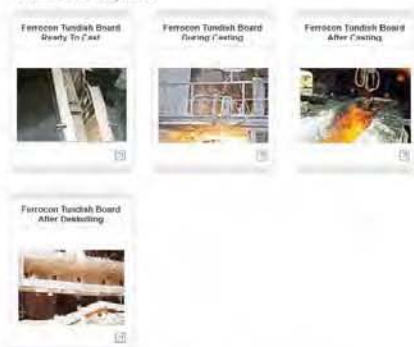 Ferrocon Tundish Board
Ready To Cast
Ferrocon Tundish Board
During Casting
Ferrocon Tundish Board
After Casting
Ferrocon Tundish Board
After Deskulling